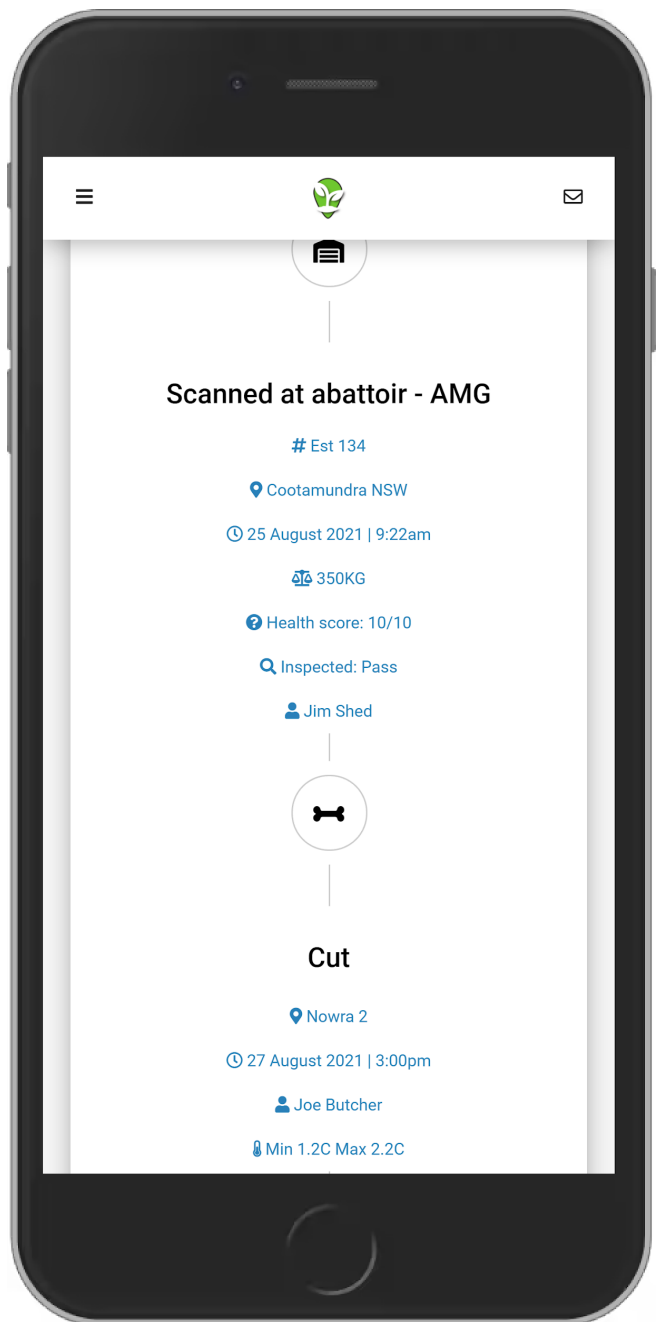 Scanned at abattoir - AMG
# Est 134
Cootamundra NSW
25 August 2021 | 9:22am
350KG
Health score: 10/10
Inspected: Pass
Jim Shed
Cut
Nowra 2
27 August 2021 | 3:00pm
Joe Butcher
Min 1.2C Max 2.2C